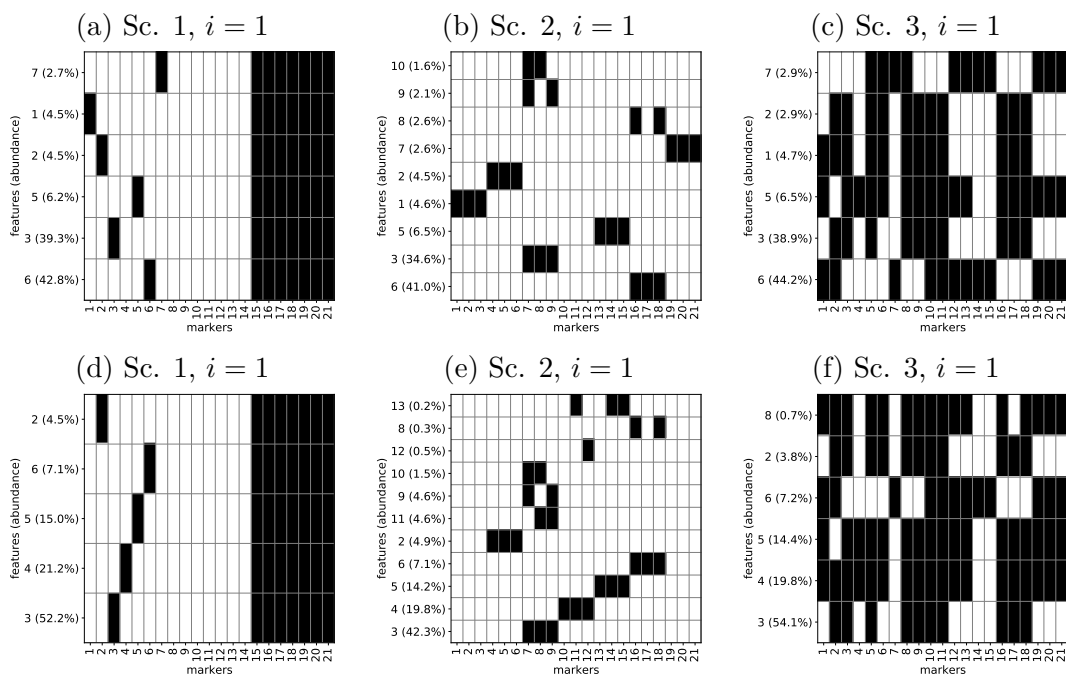 (a) Sc. 1, i = 1
features (abundance)
7 (2.7%)
1 (4.5%)
2 (4.5%)
5 (6.2%)
3 (39.3%)
6 (42.8%)
1 2 3 4 5 6 7 8 9 10 11 12 13 14 15 16 17 18 19 20 21
markers
(b) Sc. 2, i = 1
features (abundance)
10 (1.6%)
9 (2.1%)
8 (2.6%)
7 (2.6%)
2 (4.5%)
1 (4.6%)
5 (6.5%)
3 (34.6%)
6 (41.0%)
1 2 3 4 5 6 7 8 9 10 11 12 13 14 15 16 17 18 19 20 21
markers
(c) Sc. 3, i = 1
features (abundance)
7 (2.9%)
2 (2.9%)
1 (4.7%)
5 (6.5%)
3 (38.9%)
6 (44.2%)
1 2 3 4 5 6 7 8 9 10 11 12 13 14 15 16 17 18 19 20 21
markers
(d) Sc. 1, i = 1
features (abundance)
2 (4.5%)
6 (7.1%)
5 (15.0%)
4 (21.2%)
3 (52.2%)
1 2 3 4 5 6 7 8 9 10 11 12 13 14 15 16 17 18 19 20 21
markers
(e) Sc. 2, i = 1
features (abundance)
13 (0.2%)
8 (0.3%)
12 (0.5%)
10 (1.5%)
9 (4.6%)
11 (4.6%)
2 (4.9%)
6 (7.1%)
5 (14.2%)
4 (19.8%)
3 (42.3%)
1 2 3 4 5 6 7 8 9 10 11 12 13 14 15 16 17 18 19 20 21
markers
(f) Sc. 3, i = 1
features (abundance)
8 (0.7%)
2 (3.8%)
6 (7.2%)
5 (14.4%)
4 (19.8%)
3 (54.1%)
1 2 3 4 5 6 7 8 9 10 11 12 13 14 15 16 17 18 19 20 21
markers